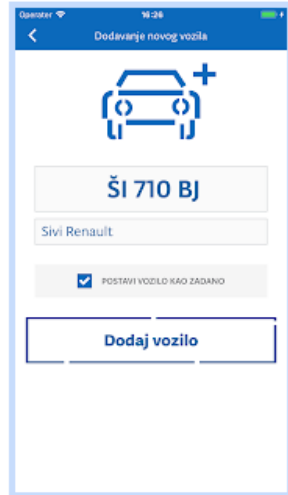 Operater 16:26
Dodavanje novog vozila
ŠI 710 BJ
Sivi Renault
POSTAVI VOZILO KAO ZADANO
Dodaj vozilo